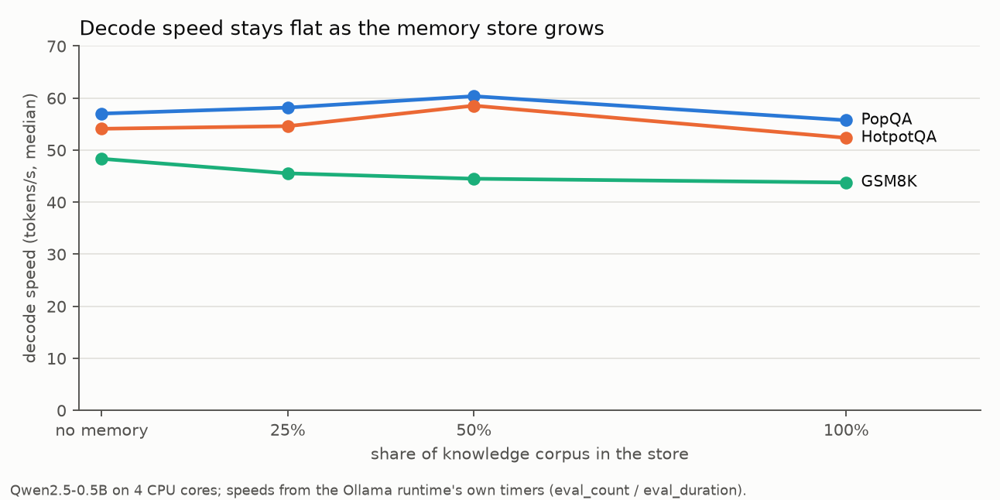 Decode speed stays flat as the memory store grows
decode speed (tokens/s, median)
70
60
50
40
30
20
10
0
PopQA
HotpotQA
GSM8K
no memory
25%
50%
100%
share of knowledge corpus in the store
Qwen2.5-0.5B on 4 CPU cores; speeds from the Ollama runtime's own timers (eval_count / eval_duration).